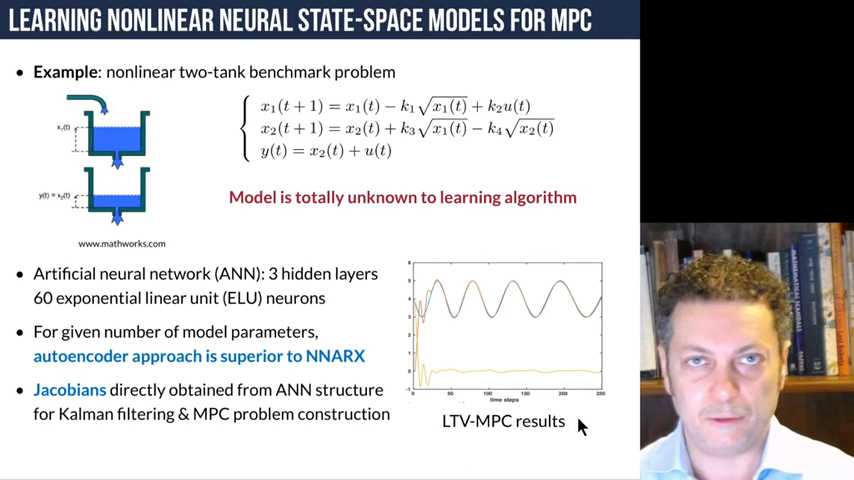 LEARNING NONLINEAR NEURAL STATE-SPACE MODELS FOR MPC
• Example: nonlinear two-tank benchmark problem
x₁(t + 1) = x₁(t) − k₁√x₁(t) + k₂u(t)
x₂(t + 1) = x₂(t) + k₃√x₁(t) − k₄√x₂(t)
y(t) = x₂(t) + u(t)
x₁(t)
y(t) = x₂(t)
Model is totally unknown to learning algorithm
www.mathworks.com
• Artificial neural network (ANN): 3 hidden layers
60 exponential linear unit (ELU) neurons
• For given number of model parameters,
autoencoder approach is superior to NNARX
• Jacobians directly obtained from ANN structure
for Kalman filtering & MPC problem construction
6
5
4
3
2
1
0
-1
0 50 100 150 200 250
time steps
LTV-MPC results